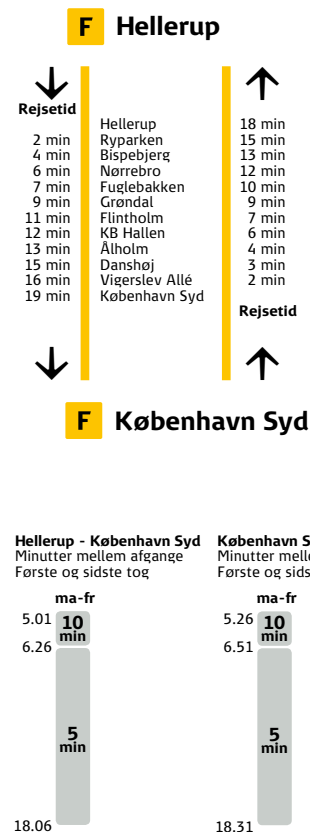 F Hellerup
Rejsetid
Hellerup 18 min
2 min Ryparken 15 min
4 min Bispebjerg 13 min
6 min Nørrebro 12 min
7 min Fuglebakken 10 min
9 min Grøndal 9 min
11 min Flintholm 7 min
12 min KB Hallen 6 min
13 min Ålholm 4 min
15 min Danshøj 3 min
16 min Vigerslev Allé 2 min
19 min København Syd
Rejsetid
F København Syd
Hellerup - København Syd
Minutter mellem afgange
Første og sidste tog
ma-fr
5.01
10 min
6.26
5 min
18.06
København
Minutter
Første og
ma-fr
5.26
10 min
6.51
5 min
18.31